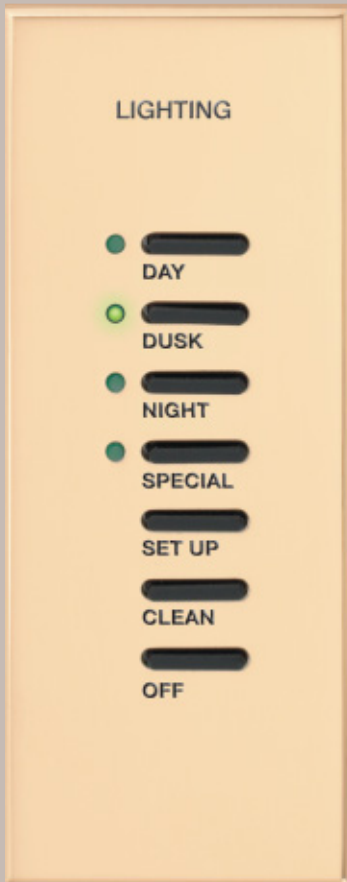 LIGHTING
DAY
DUSK
NIGHT
SPECIAL
SET UP
CLEAN
OFF